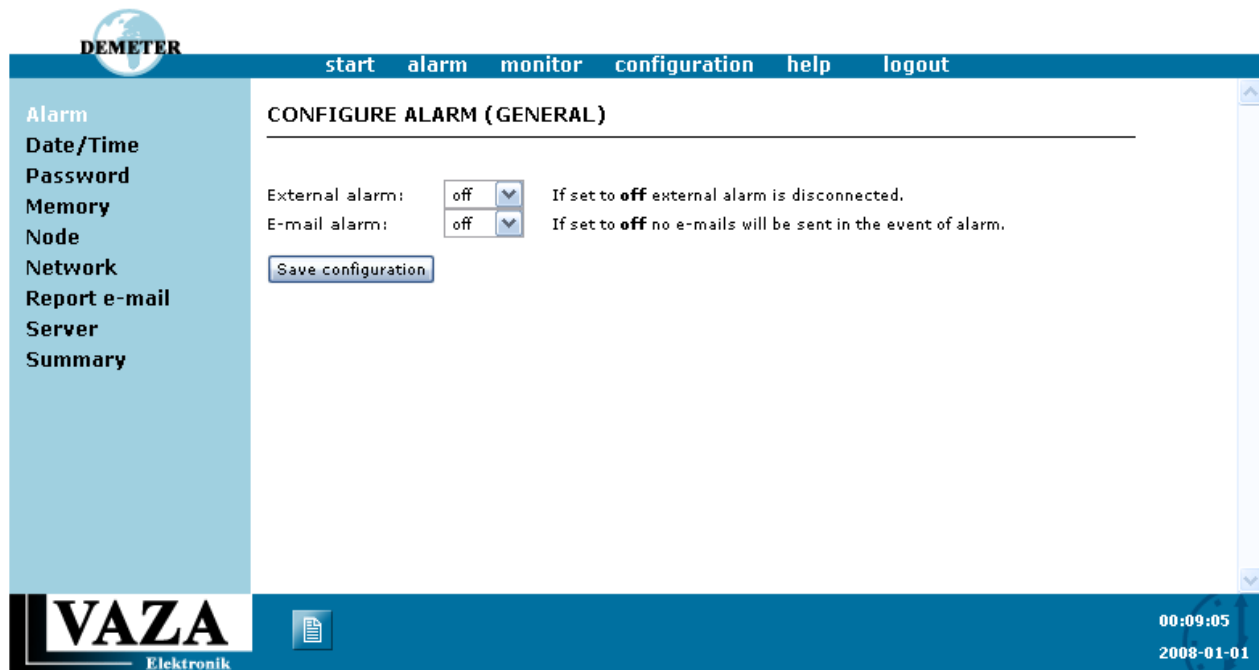 DEMETER
start alarm monitor configuration help logout
Alarm
Date/Time
Password
Memory
Node
Network
Report e-mail
Server
Summary
CONFIGURE ALARM (GENERAL)
External alarm: off If set to off external alarm is disconnected.
E-mail alarm: off If set to off no e-mails will be sent in the event of alarm.
Save configuration
VAZA
Elektronik
00:09:05
2008-01-01